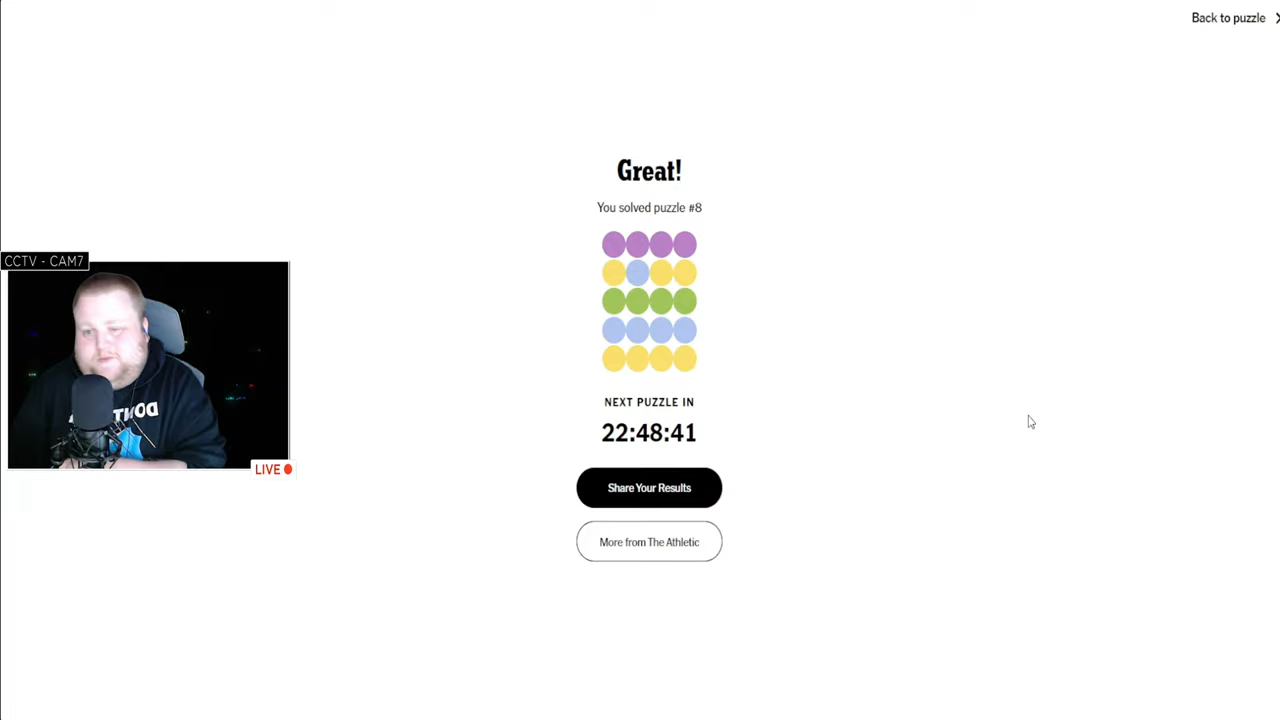 Back to puzzle
Great!
You solved puzzle #8
CCTV - CAM7
NEXT PUZZLE IN
22:48:41
LIVE
Share Your Results
More from The Athletic